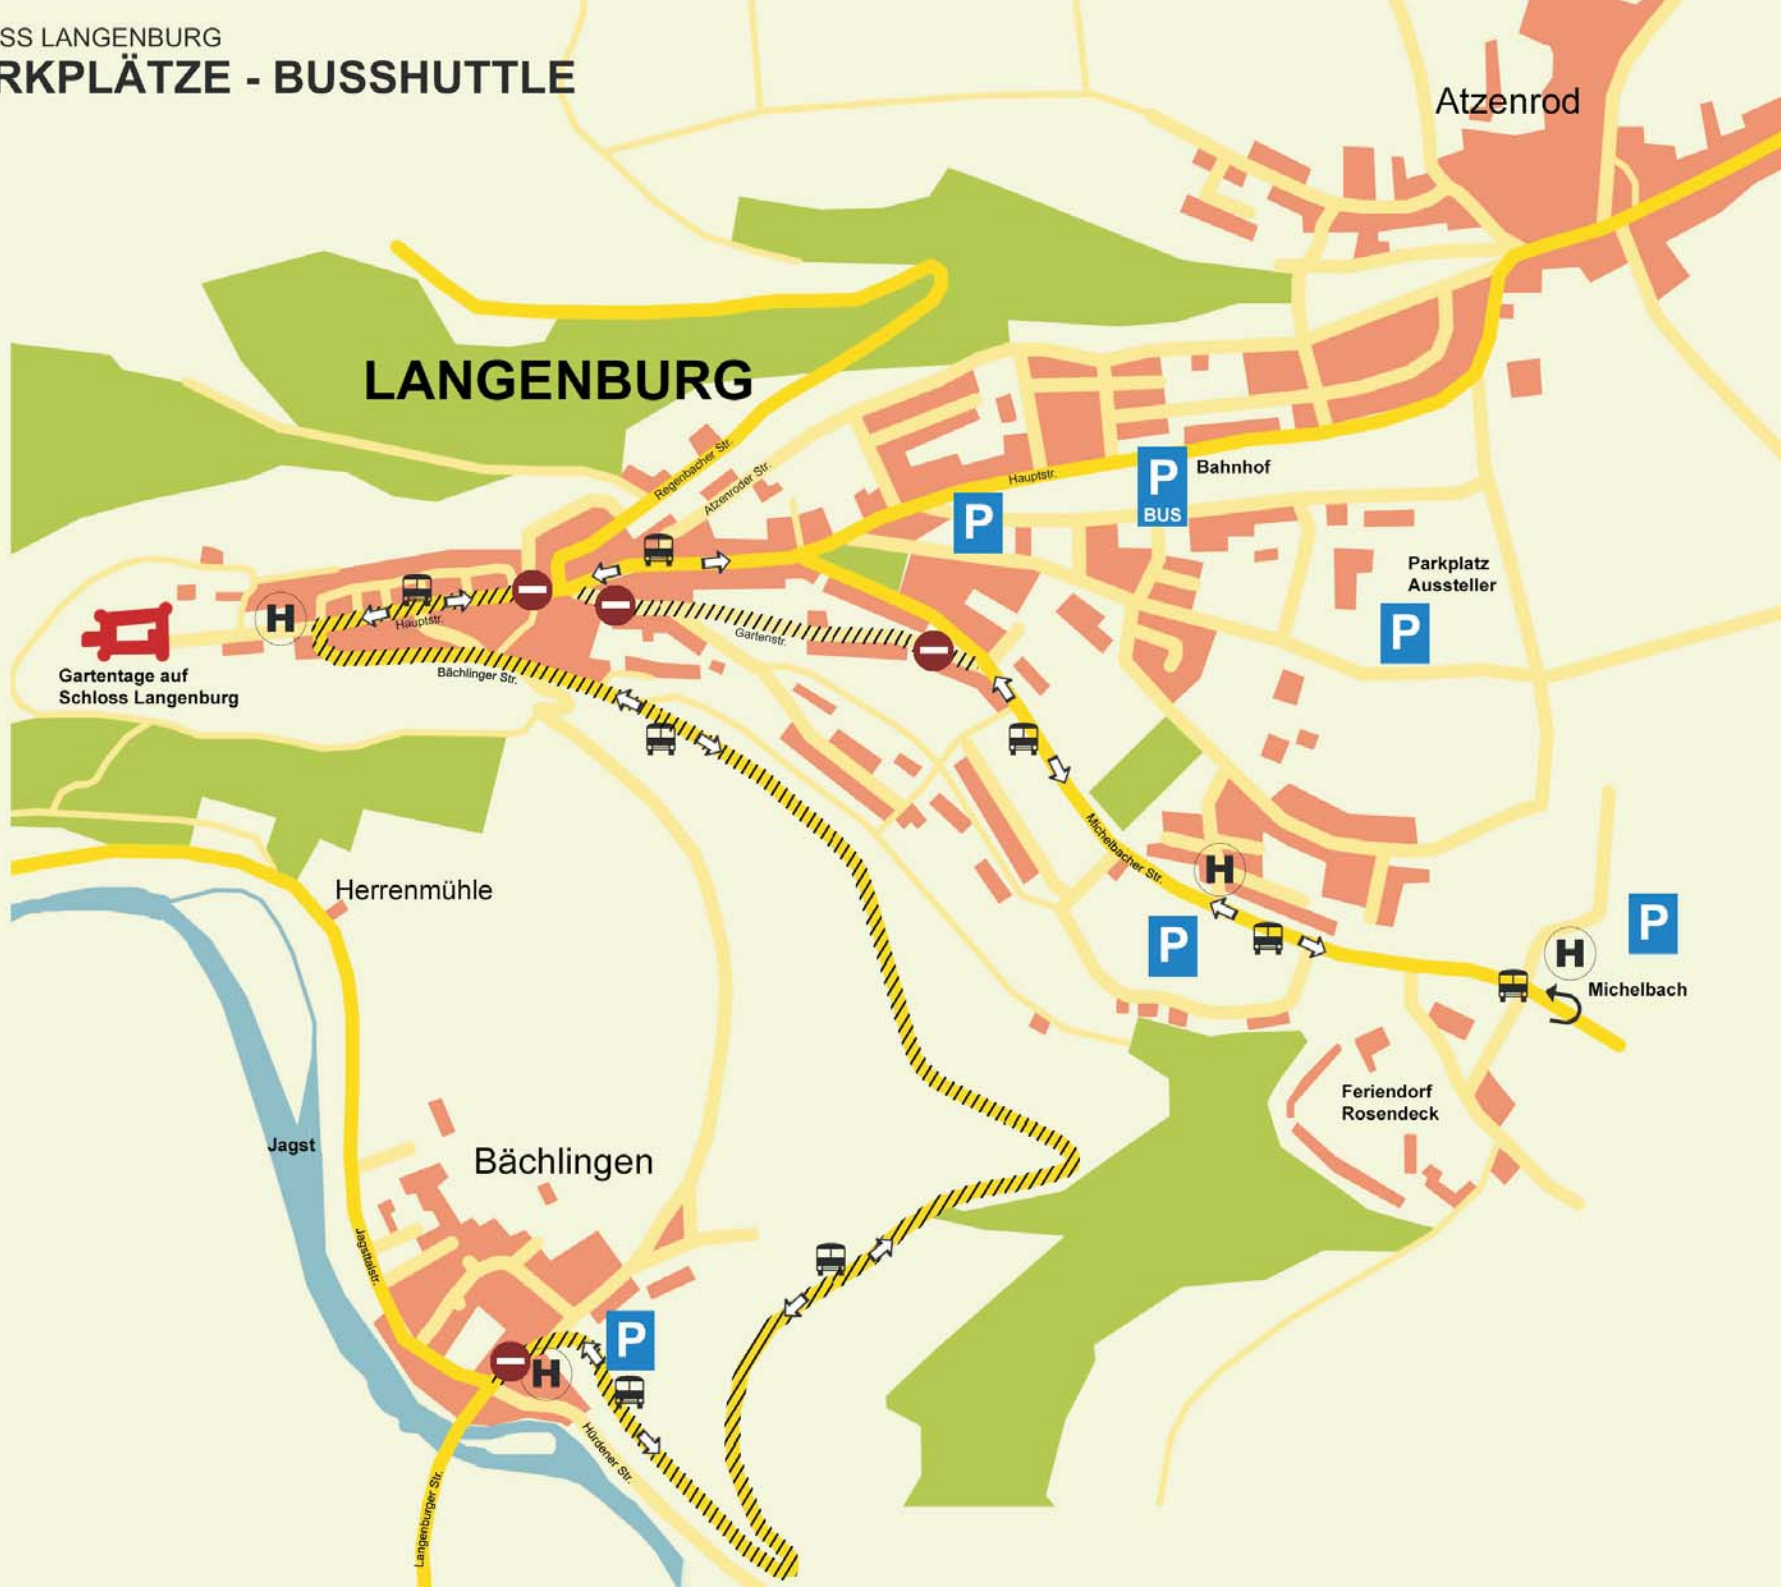 SS LANGENBURG
RKPLÄTZE - BUSSHUTTLE
Atzenrod
LANGENBURG
Regenbacher Str.
Atzenroder Str.
Hauptstr.
P
BUS
Bahnhof
P
Parkplatz
Aussteller
P
H
Hauptstr.
Gartenstr.
Gartentage auf
Schloss Langenburg
Bächlinger Str.
Michelbacher Str.
H
Herrenmühle
P
P
H
Michelbach
Feriendorf
Rosendeck
Jagst
Bächlingen
Jagsttalstr.
P
H
Hürdener Str.
Langenburger Str.